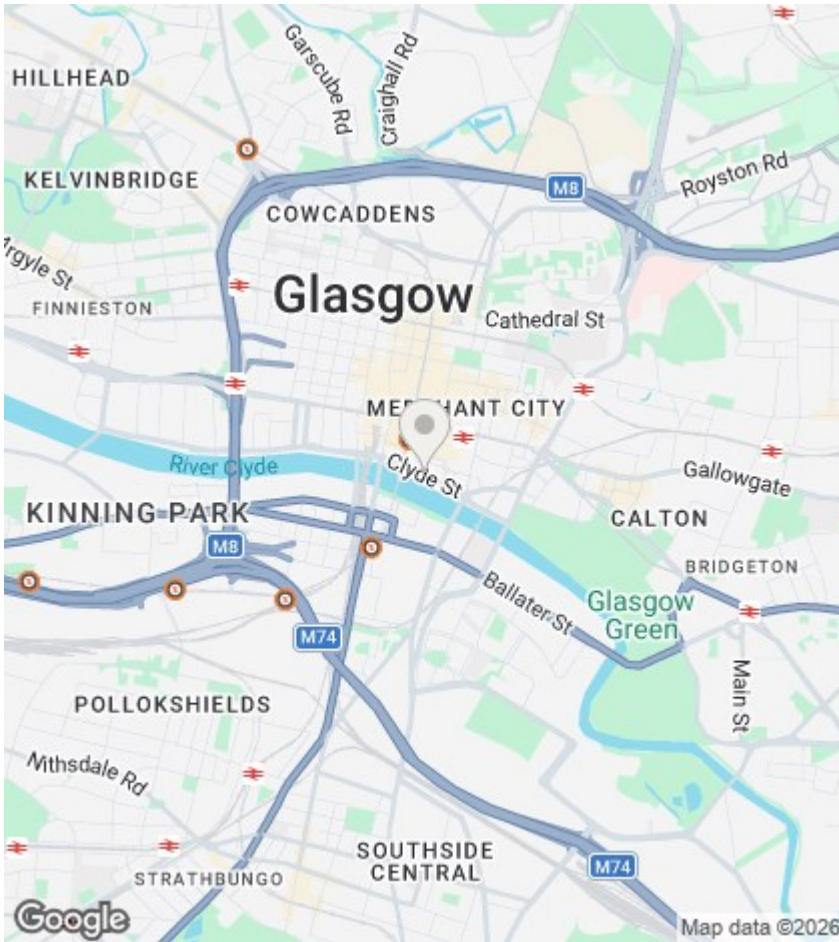 HILLHEAD
Garscube Rd
Craighall Rd
KELVINBRIDGE
M8
Royston Rd
COWCADDENS
Argyle St
Glasgow
FINNIESTON
Cathedral St
MERCHANT CITY
River Clyde
Clyde St
Gallowgate
KINNING PARK
CALTON
M8
BRIDGETON
Ballater St
Glasgow
Green
M74
Main St
POLLOKSHIELDS
Nithsdale Rd
SOUTHSIDE
CENTRAL
M74
STRATHBUNGO
Google
Map data ©2026